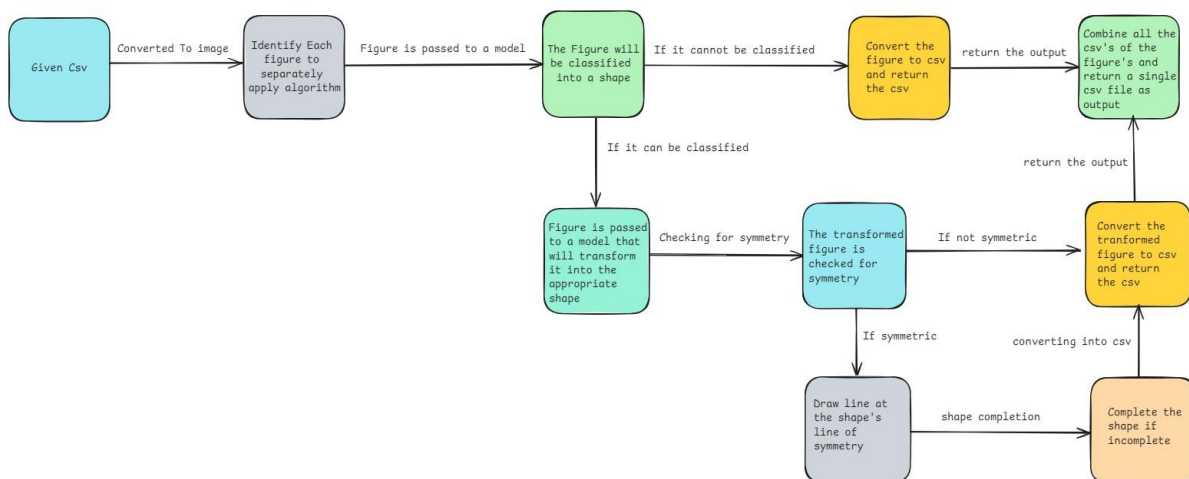 Given Csv
Converted To image
Identify Each
figure to
separately
apply algorithm
Figure is passed to a model
The Figure will
be classified
into a shape
If it cannot be classified
Convert the
figure to csv
and return
the csv
return the output
Combine all the
csv's of the
figure's and
return a single
csv file as
output
If it can be classified
return the output
Figure is passed
to a model that
will transform
it into the
appropriate
shape
Checking for symmetry
The transformed
figure is
checked for
symmetry
If not symmetric
Convert the
tranformed
figure to csv
and return
the csv
If symmetric
converting into csv
Draw line at
the shape's
line of
symmetry
shape completion
Complete the
shape if
incomplete